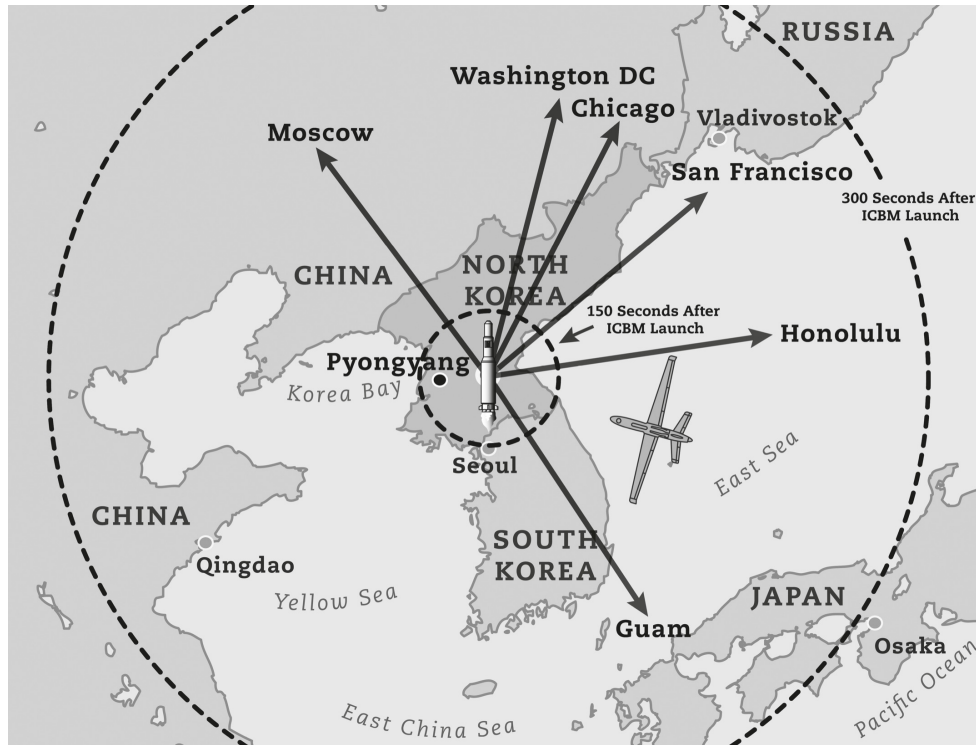 RUSSIA
Washington DC
Chicago
Vladivostok
Moscow
San Francisco
300 Seconds After
ICBM Launch
CHINA
NORTH
KOREA
150 Seconds After
ICBM Launch
Honolulu
Pyongyang
Korea Bay
East Sea
Seoul
CHINA
SOUTH
KOREA
Qingdao
Yellow Sea
JAPAN
Guam
Osaka
Pacific Ocean
East China Sea